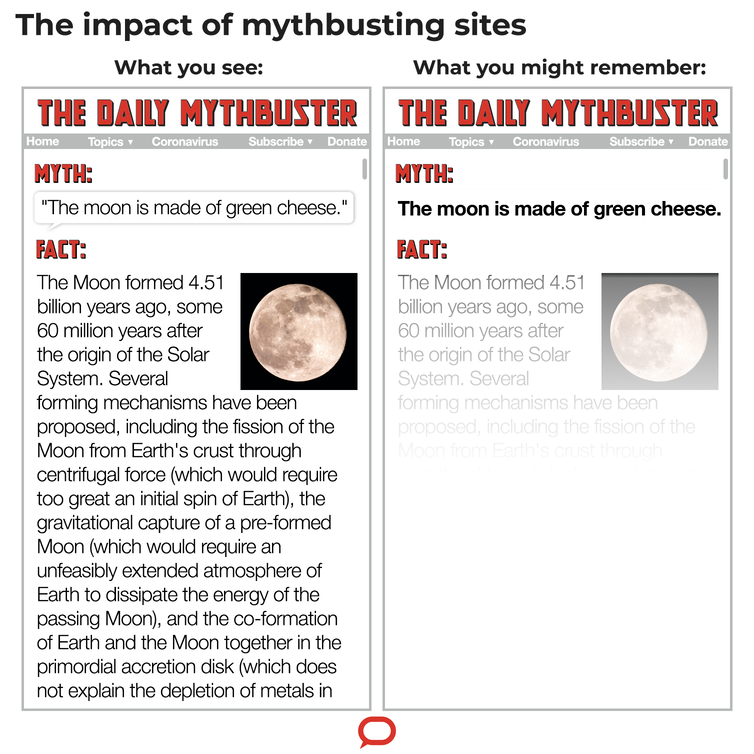 The impact of mythbusting sites
What you see:
What you might remember:
THE DAILY MYTHBUSTER
Home Topics ▼ Coronavirus Subscribe ▼ Donate
MYTH:
"The moon is made of green cheese."
FACT:
The Moon formed 4.51
billion years ago, some
60 million years after
the origin of the Solar
System. Several
forming mechanisms have been
proposed, including the fission of the
Moon from Earth's crust through
centrifugal force (which would require
too great an initial spin of Earth), the
gravitational capture of a pre-formed
Moon (which would require an
unfeasibly extended atmosphere of
Earth to dissipate the energy of the
passing Moon), and the co-formation
of Earth and the Moon together in the
primordial accretion disk (which does
not explain the depletion of metals in
THE DAILY MYTHBUSTER
Home Topics ▼ Coronavirus Subscribe ▼ Donate
MYTH:
The moon is made of green cheese.
FACT:
The Moon formed 4.51
billion years ago, some
60 million years after
the origin of the Solar
System. Several
forming mechanisms have been
proposed, including the fission of the
Moon from Earth's crust through